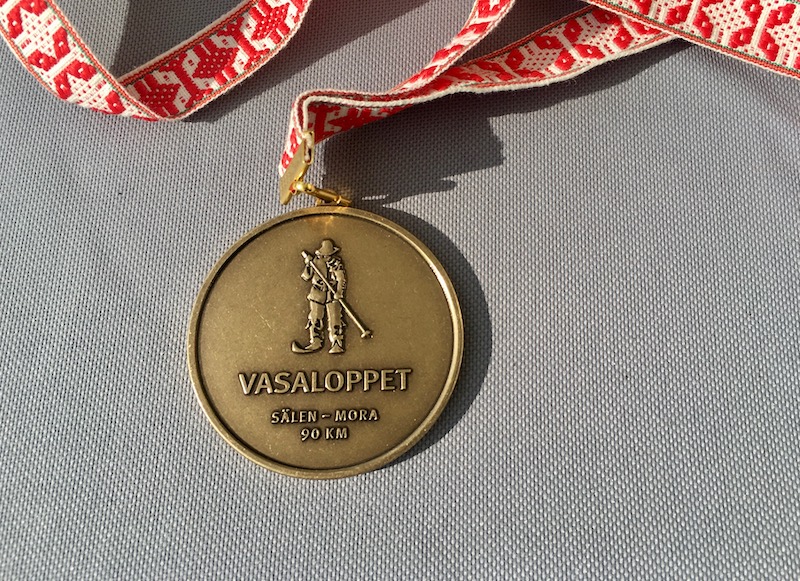 VASALOPPET
SÄLEN – MORA
90 KM